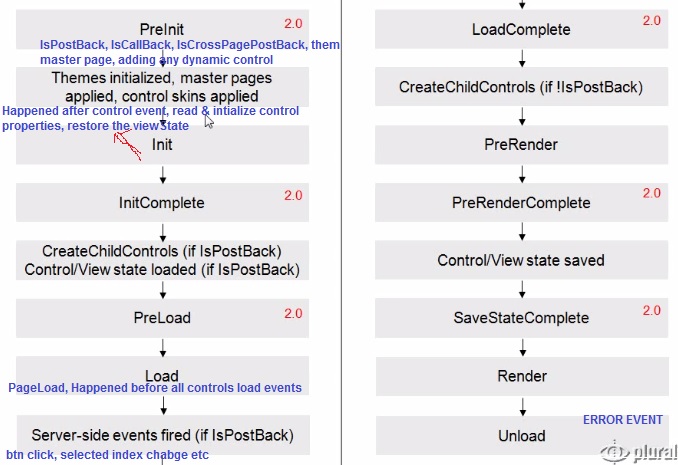 PreInit
2.0
IsPostBack, IsCallBack, IsCrossPagePostBack, them
master page, adding any dynamic control
Themes initialized, master pages
applied, control skins applied
Happened after control event, read & intialize control
properties, restore the viewState
Init
InitComplete
2.0
CreateChildControls (if IsPostBack)
Control/View state loaded (if IsPostBack)
PreLoad
2.0
Load
PageLoad, Happened before all controls load events
Server-side events fired (if IsPostBack)
btn click, selected index chabge etc
LoadComplete
2.0
CreateChildControls (if !IsPostBack)
PreRender
PreRenderComplete
2.0
Control/View state saved
SaveStateComplete
2.0
Render
ERROR EVENT
Unload
plural